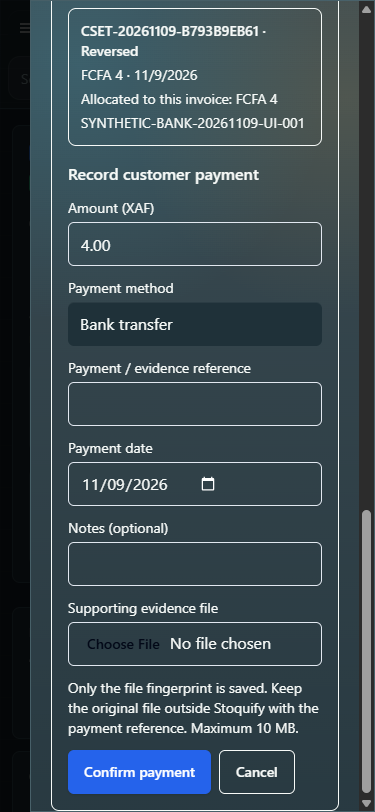 CSET-20261109-B793B9EB61 ·
Reversed
FCFA 4 · 11/9/2026
Allocated to this invoice: FCFA 4
SYNTHETIC-BANK-20261109-UI-001
Record customer payment
Amount (XAF)
4.00
Payment method
Bank transfer
Payment / evidence reference
Payment date
11/09/2026
Notes (optional)
Supporting evidence file
Choose File No file chosen
Only the file fingerprint is saved. Keep
the original file outside Stoquify with the
payment reference. Maximum 10 MB.
Confirm payment Cancel